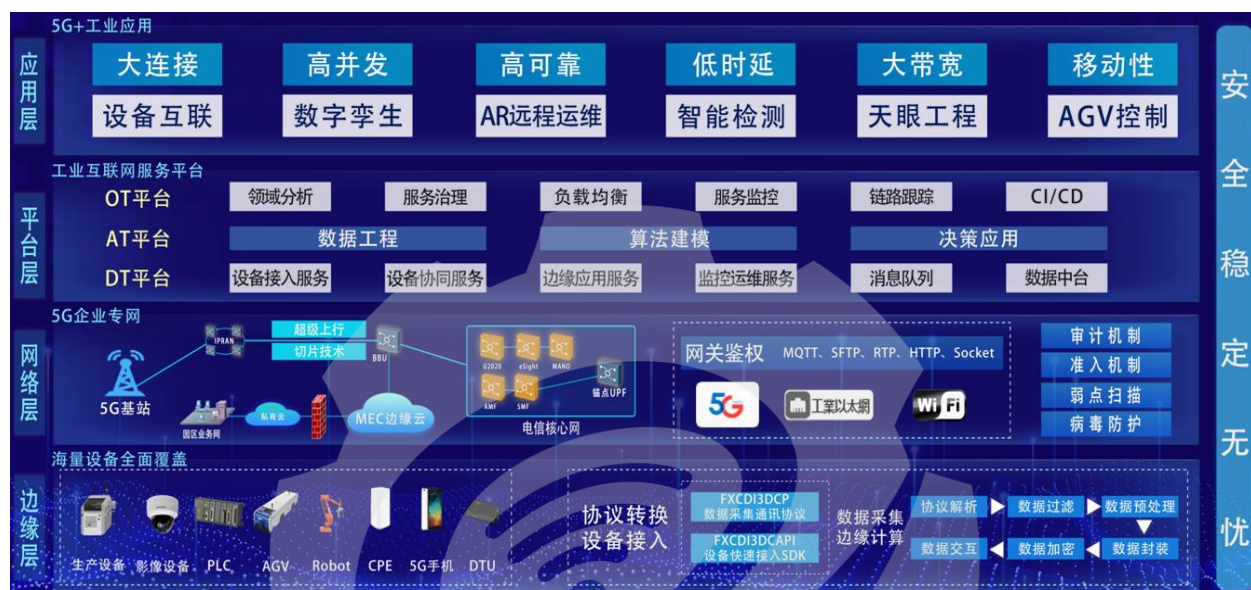 5G+工业应用
应用层
大连接 高并发 高可靠 低时延 大带宽 移动性
设备互联 数字孪生 AR远程运维 智能检测 天眼工程 AGV控制
工业互联网服务平台
平台层
OT平台 领域分析 服务治理 负载均衡 服务监控 链路跟踪 CI/CD
AT平台 数据工程 算法建模 决策应用
DT平台 设备接入服务 设备协同服务 边缘应用服务 监控运维服务 消息队列 数据中台
5G企业专网
网络层
5G基站
IPRAN
超级上行
切片技术
BBU
园区业务网
私有云
MEC边缘云
U2020 eSight MANO
AMF SMF
锚点UPF
电信核心网
网关鉴权 MQTT、SFTP、RTP、HTTP、Socket
5G 工業以太網 Wi Fi
审计机制
准入机制
弱点扫描
病毒防护
海量设备全面覆盖
边缘层
生产设备 影像设备 PLC AGV Robot CPE 5G手机 DTU
协议转换
设备接入
FXCDI3DCP
数据采集通讯协议
FXCDI3DCAPI
设备快速接入SDK
数据采集
边缘计算
协议解析 数据过滤 数据预处理
数据交互 数据加密 数据封装
安全稳定无忧